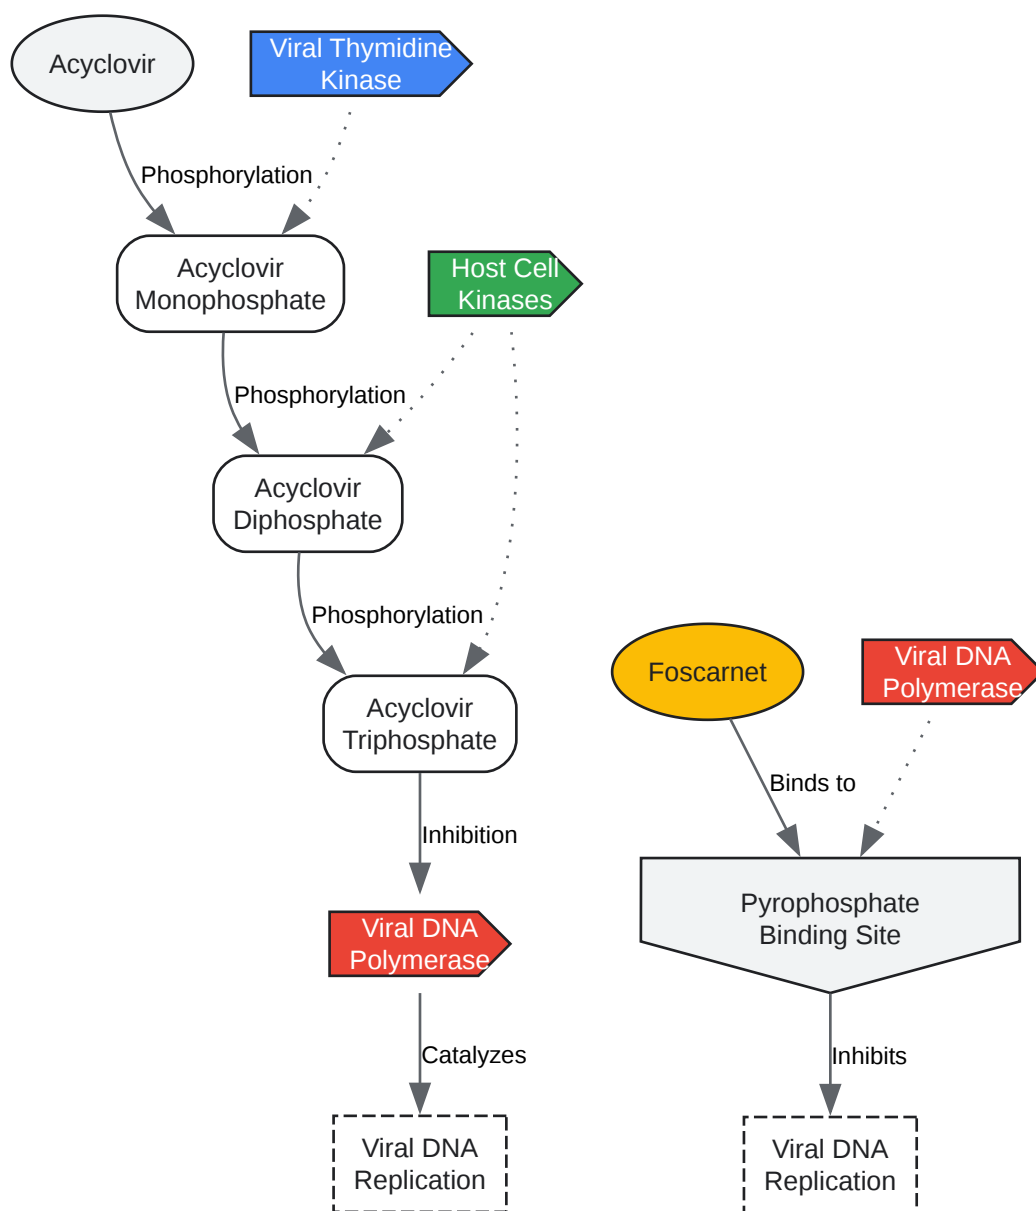 Acyclovir
Viral Thymidine
Kinase
Phosphorylation
Acyclovir
Monophosphate
Host Cell
Kinases
Phosphorylation
Acyclovir
Diphosphate
Phosphorylation
Acyclovir
Triphosphate
Inhibition
Viral DNA
Polymerase
Catalyzes
Viral DNA
Replication
Foscarnet
Viral DNA
Polymerase
Binds to
Pyrophosphate
Binding Site
Inhibits
Viral DNA
Replication